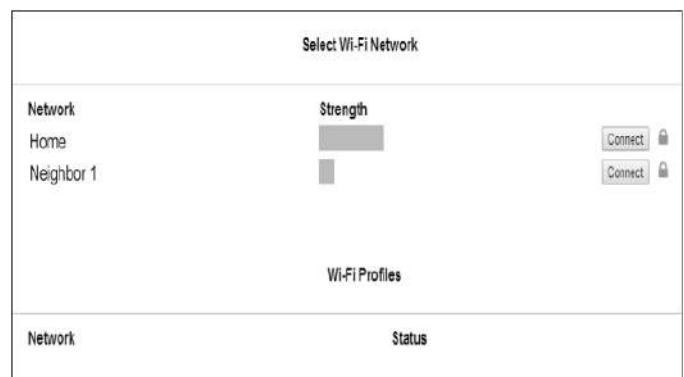 Select Wi-Fi Network
Network Strength
Home Connect
Neighbor 1 Connect
Wi-Fi Profiles
Network Status